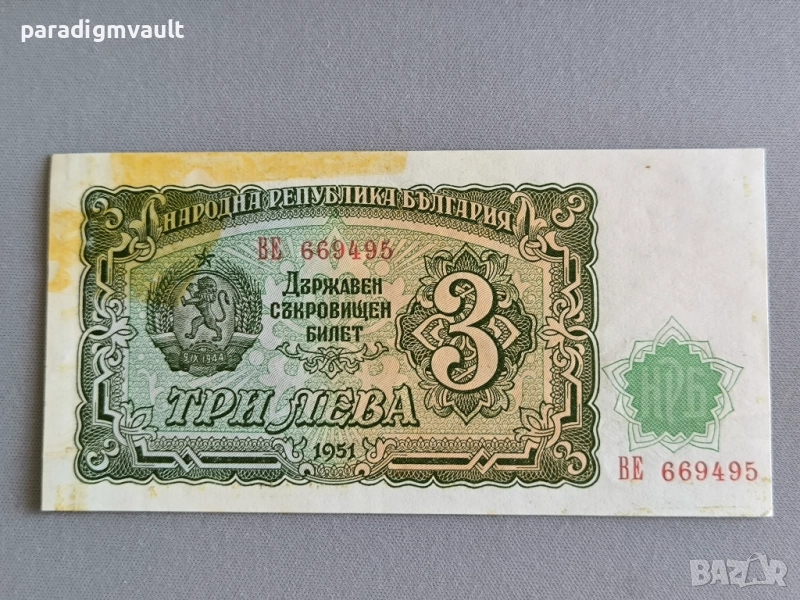 paradigmvault
НАРОДНА РЕПУБЛИКА БЪЛГАРИЯ
ВЕ 669495
ДЪРЖАВЕН
СЪКРОВИЩЕН
БИЛЕТ
3
9/IX 1944
ТРИ ЛЕВА
1951
НРБ
ВЕ 669495
BAZAR